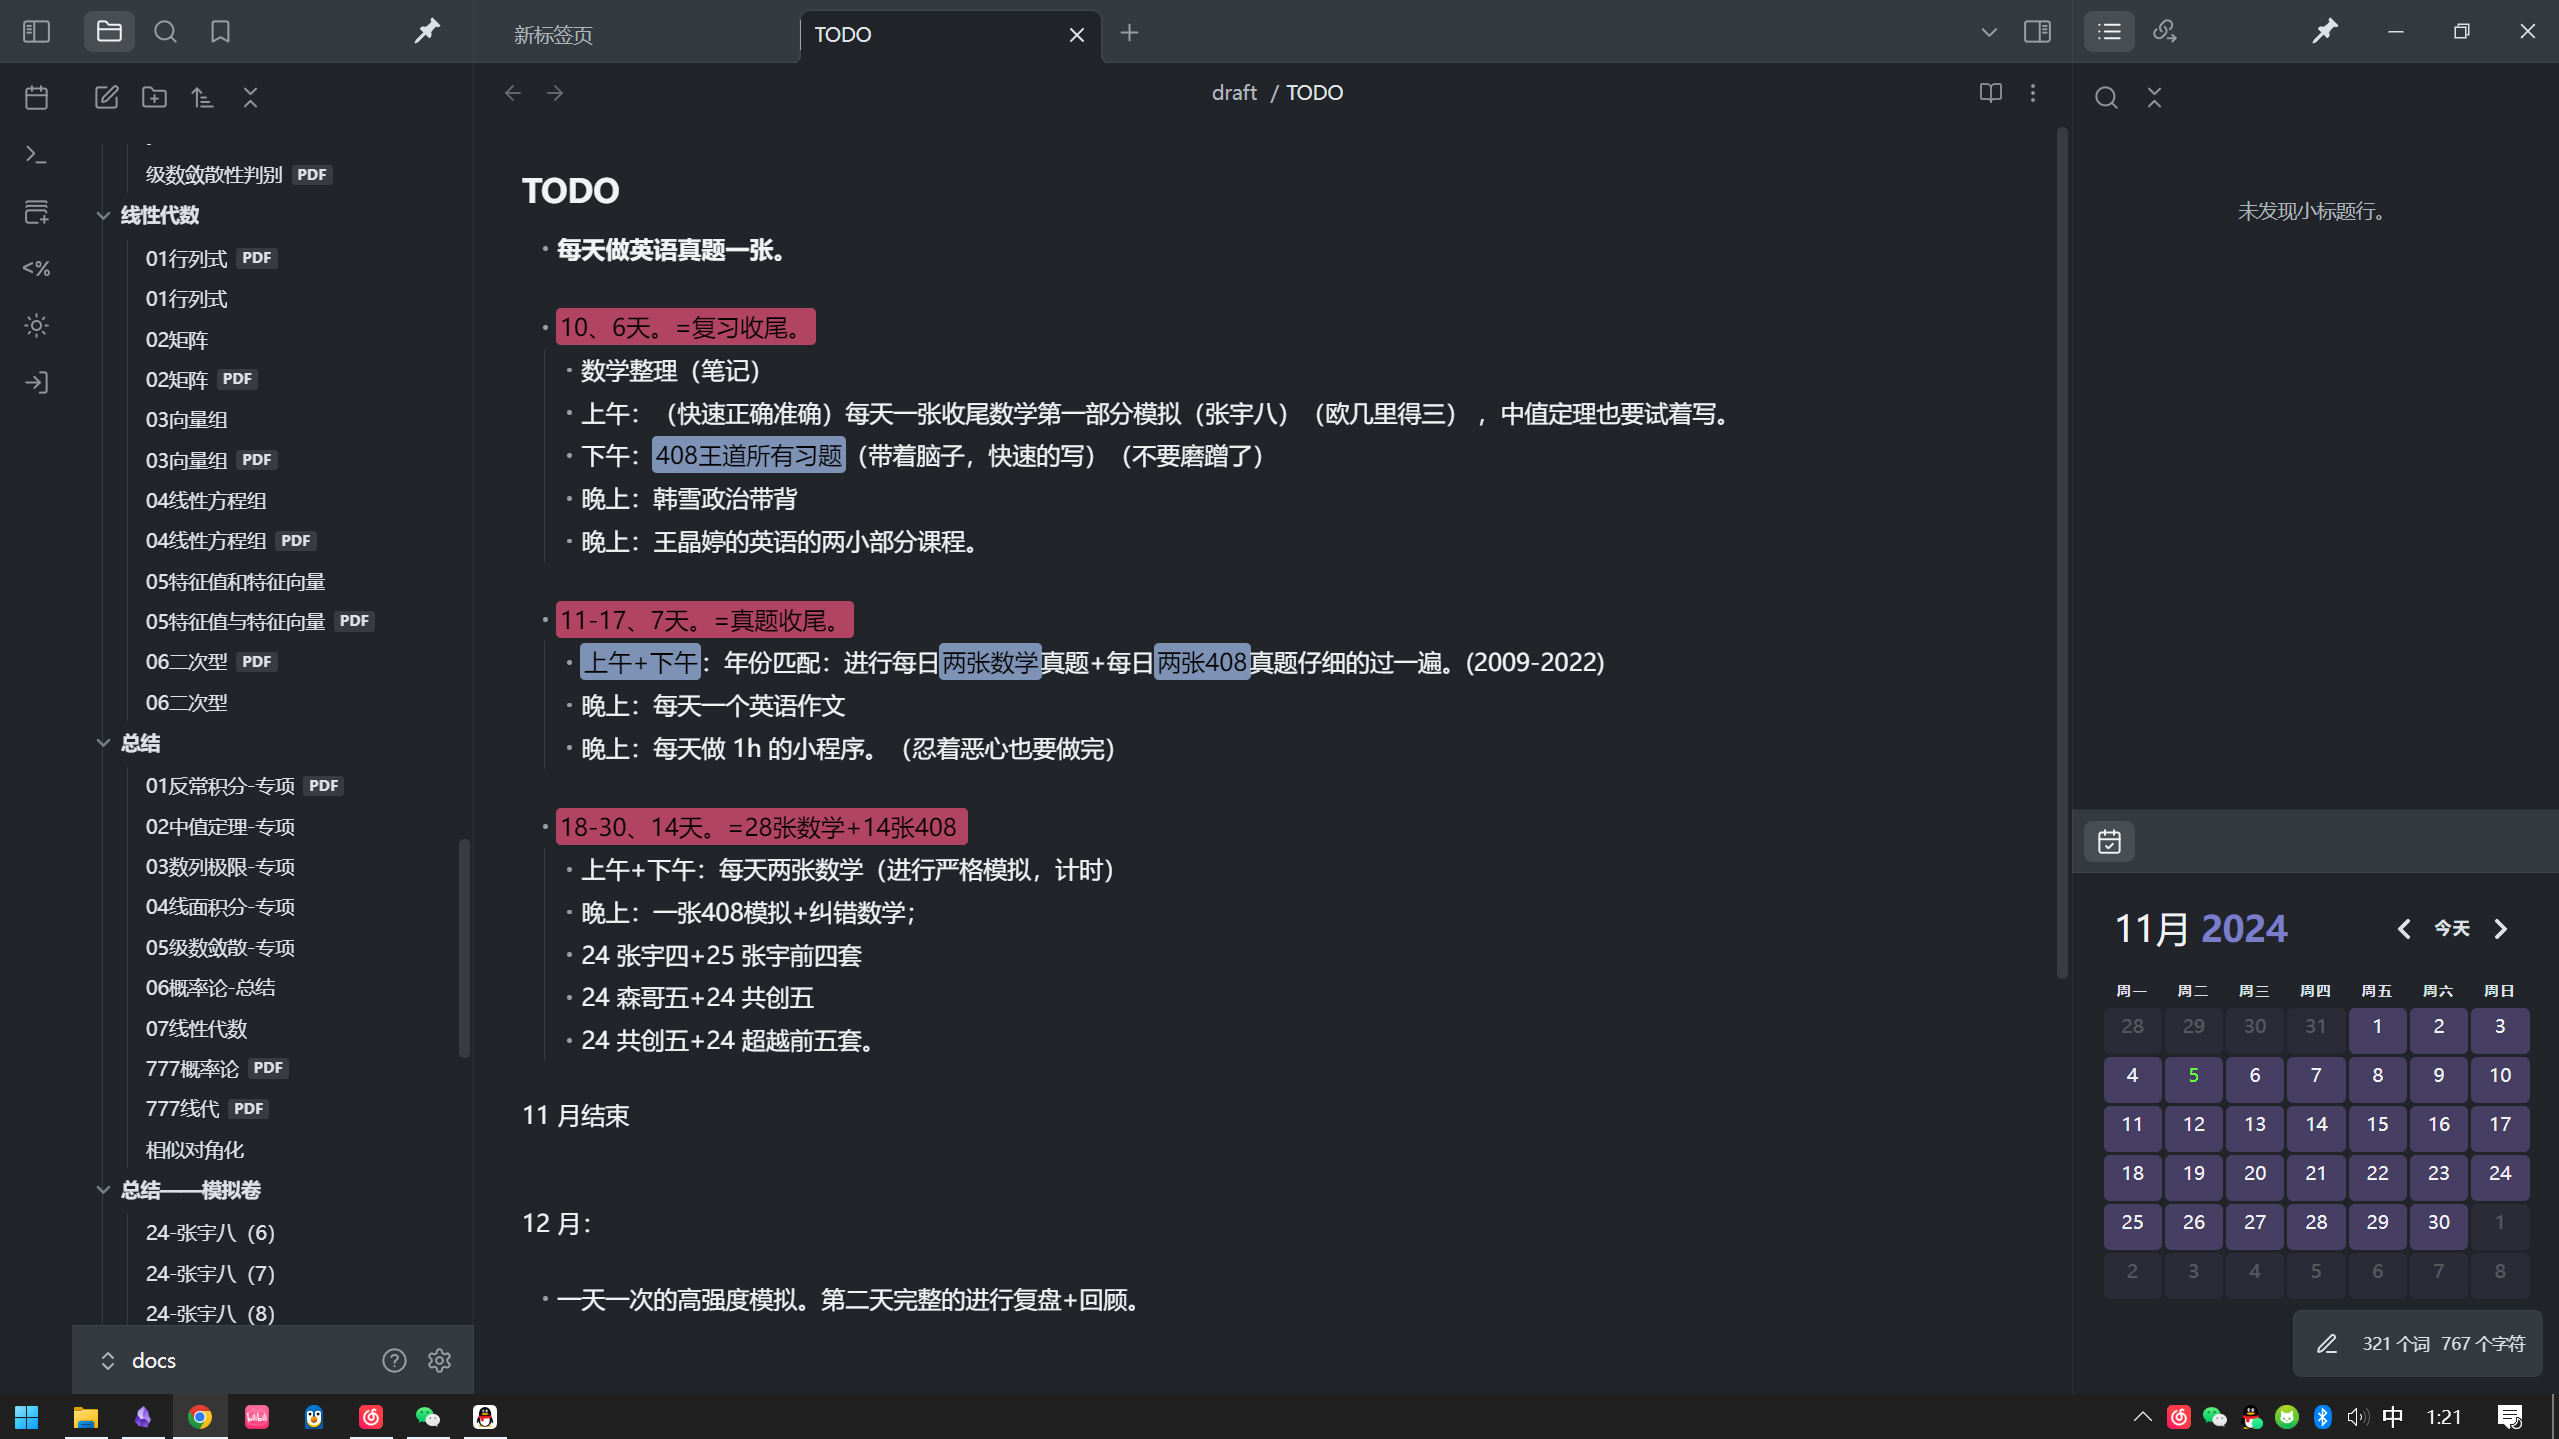 新标签页
TODO
draft / TODO
级数敛散性判别 PDF
线性代数
01行列式 PDF
01行列式
02矩阵
02矩阵 PDF
03向量组
03向量组 PDF
04线性方程组
04线性方程组 PDF
05特征值和特征向量
05特征值与特征向量 PDF
06二次型 PDF
06二次型
总结
01反常积分-专项 PDF
02中值定理-专项
03数列极限-专项
04线面积分-专项
05级数敛散-专项
06概率论-总结
07线性代数
777概率论 PDF
777线代 PDF
相似对角化
总结——模拟卷
24-张宇八（6）
24-张宇八（7）
24-张宇八（8）
docs
TODO
每天做英语真题一张。
10、6天。=复习收尾。
数学整理（笔记）
上午：（快速正确准确）每天一张收尾数学第一部分模拟（张宇八）（欧几里得三），中值定理也要试着写。
下午：408王道所有习题（带着脑子，快速的写）（不要磨蹭了）
晚上：韩雪政治带背
晚上：王晶婷的英语的两小部分课程。
11-17、7天。=真题收尾。
上午+下午：年份匹配：进行每日两张数学真题+每日两张408真题仔细的过一遍。(2009-2022)
晚上：每天一个英语作文
晚上：每天做 1h 的小程序。（忍着恶心也要做完）
18-30、14天。=28张数学+14张408
上午+下午：每天两张数学（进行严格模拟，计时）
晚上：一张408模拟+纠错数学；
24 张宇四+25 张宇前四套
24 森哥五+24 共创五
24 共创五+24 超越前五套。
11 月结束
12 月：
一天一次的高强度模拟。第二天完整的进行复盘+回顾。
未发现小标题行。
11月 2024
今天
周一 周二 周三 周四 周五 周六 周日
28 29 30 31 1 2 3
4 5 6 7 8 9 10
11 12 13 14 15 16 17
18 19 20 21 22 23 24
25 26 27 28 29 30 1
2 3 4 5 6 7 8
321 个词 767 个字符
中
1:21